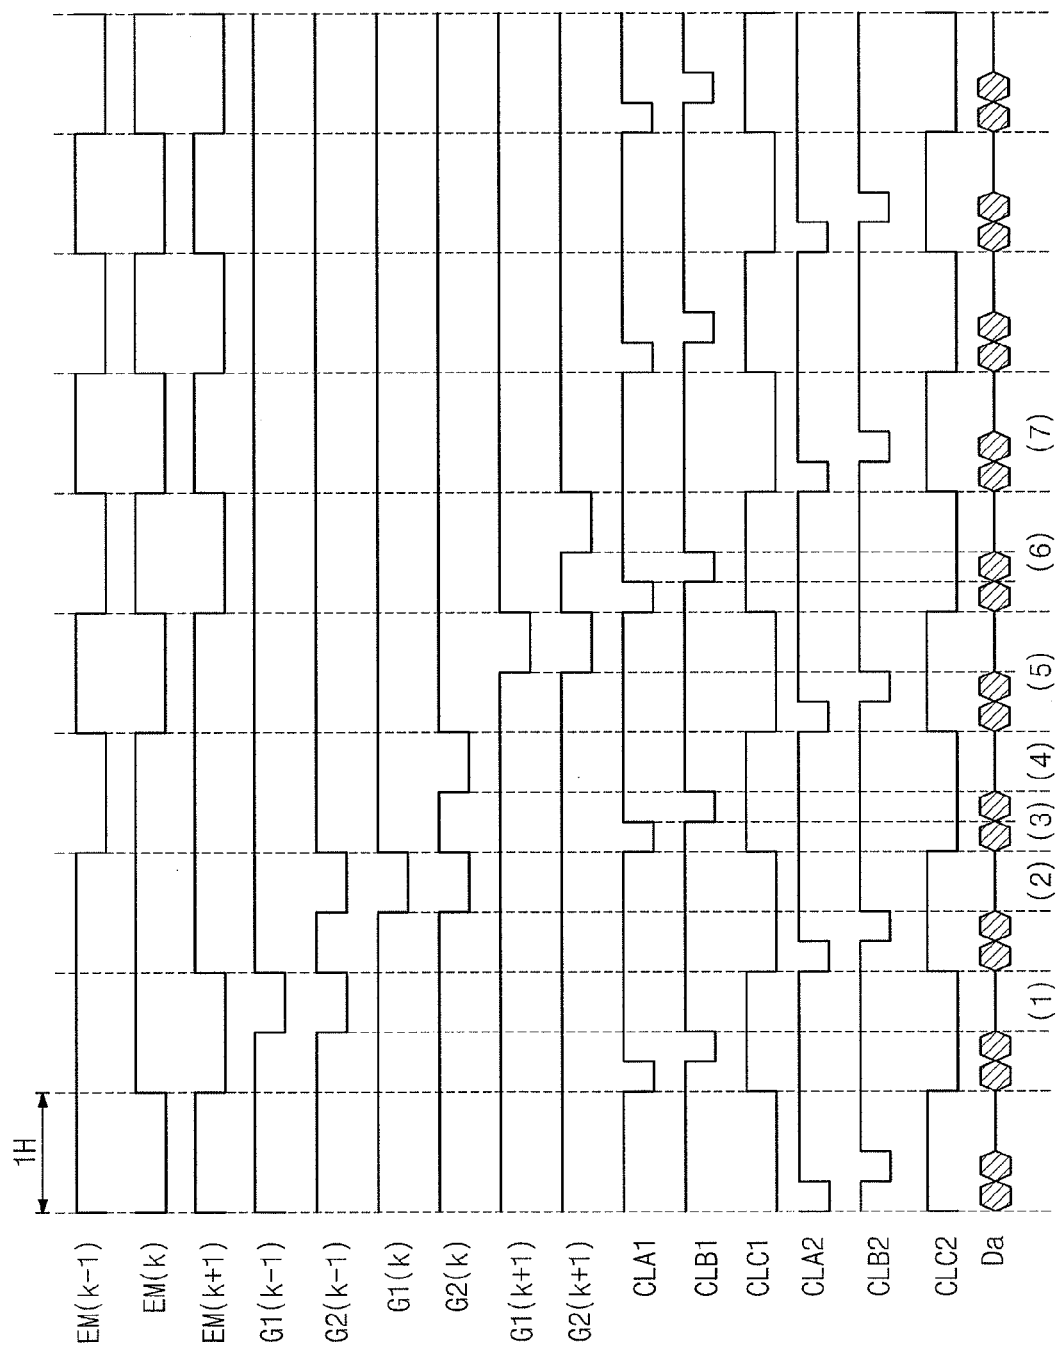 1H
EM(k-1)
EM(k)
EM(k+1)
G1(k-1)
G2(k-1)
G1(k)
G2(k)
G1(k+1)
G2(k+1)
CLA1
CLB1
CLC1
CLA2
CLB2
CLC2
Da
(1)
(2)
(3)
(4)
(5)
(6)
(7)